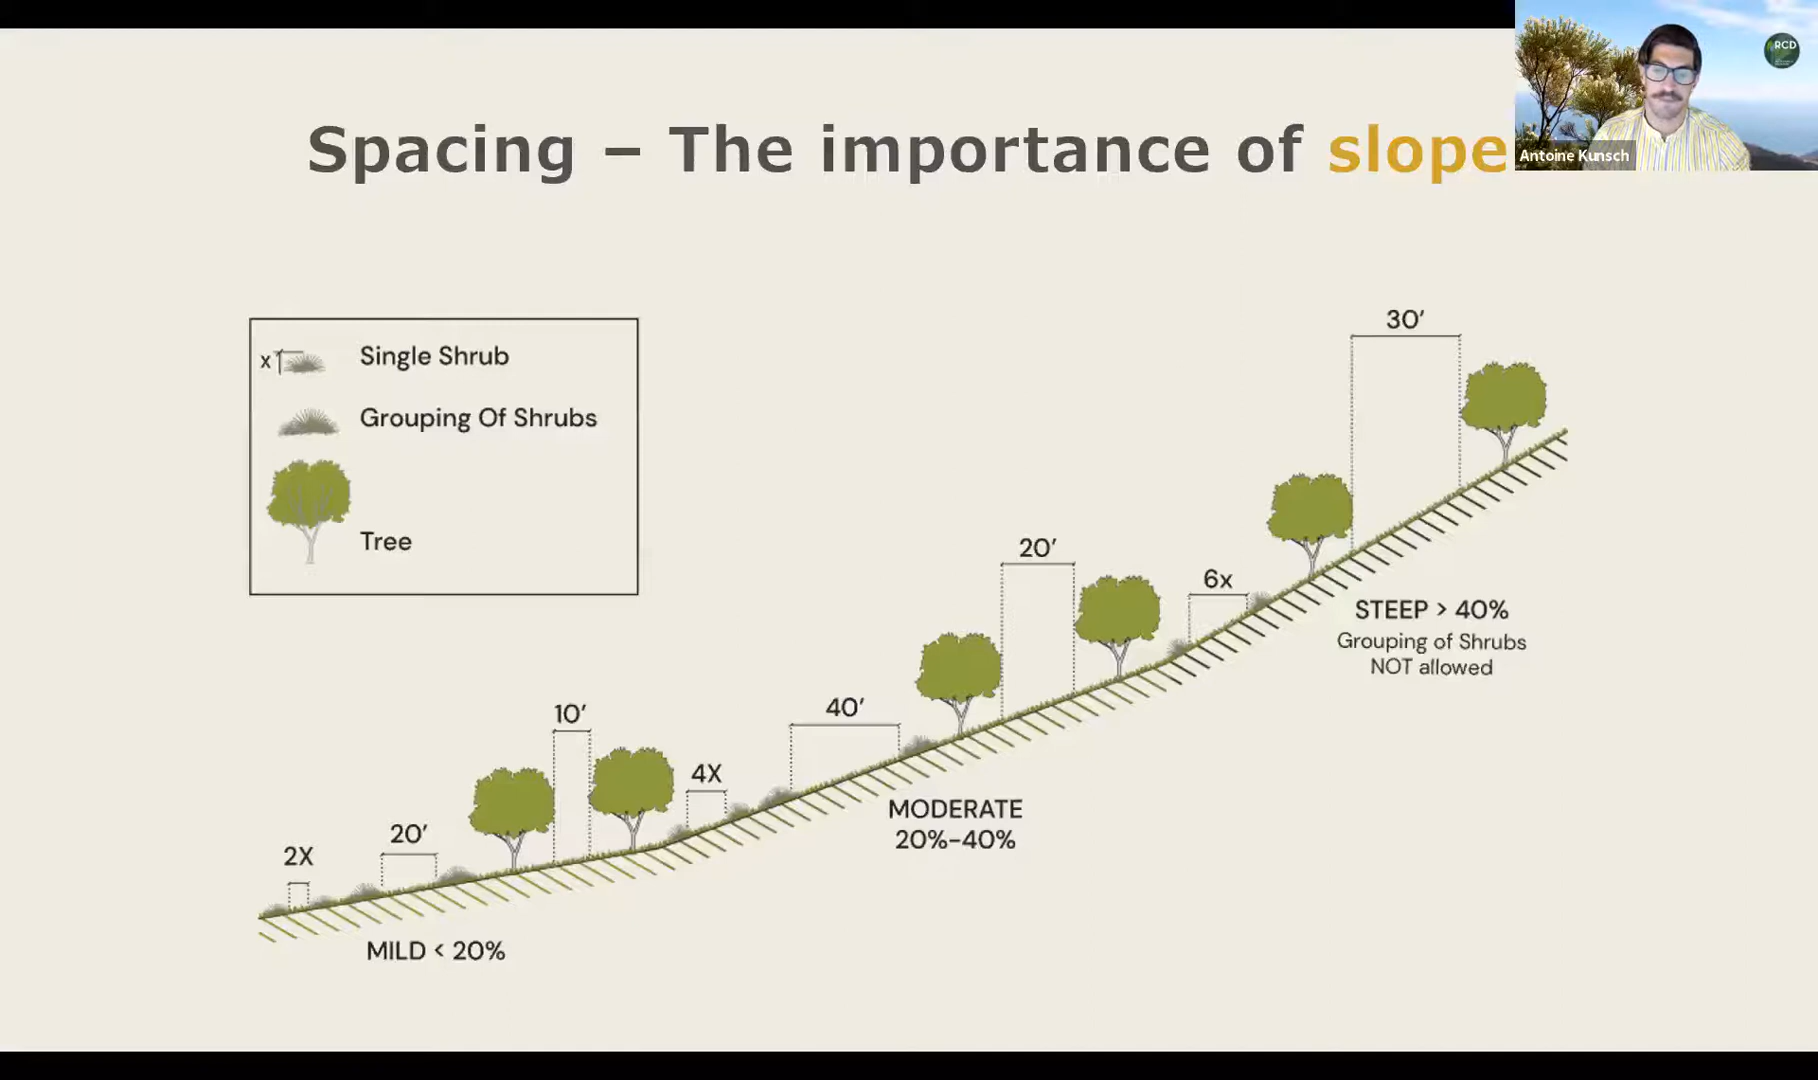 RCD
Antoine Kunsch
Spacing – The importance of slope
x
Single Shrub
Grouping Of Shrubs
Tree
30’
20’
6x
STEEP > 40%
Grouping of Shrubs
NOT allowed
10’
40’
4X
MODERATE
20%-40%
20’
2X
MILD < 20%